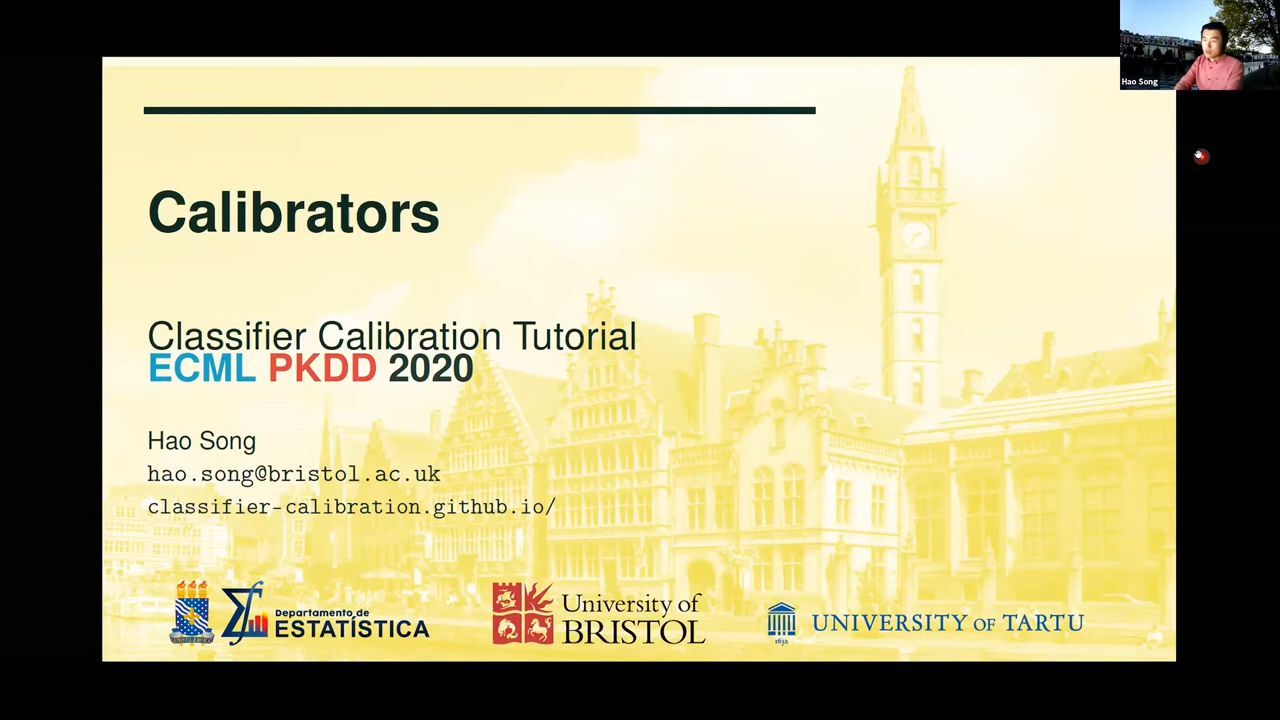 Hao Song
Calibrators
Classifier Calibration Tutorial
ECML PKDD 2020
Hao Song
hao.song@bristol.ac.uk
classifier-calibration.github.io/
Departamento de
ESTATÍSTICA
University of
BRISTOL
UNIVERSITY OF TARTU
1632